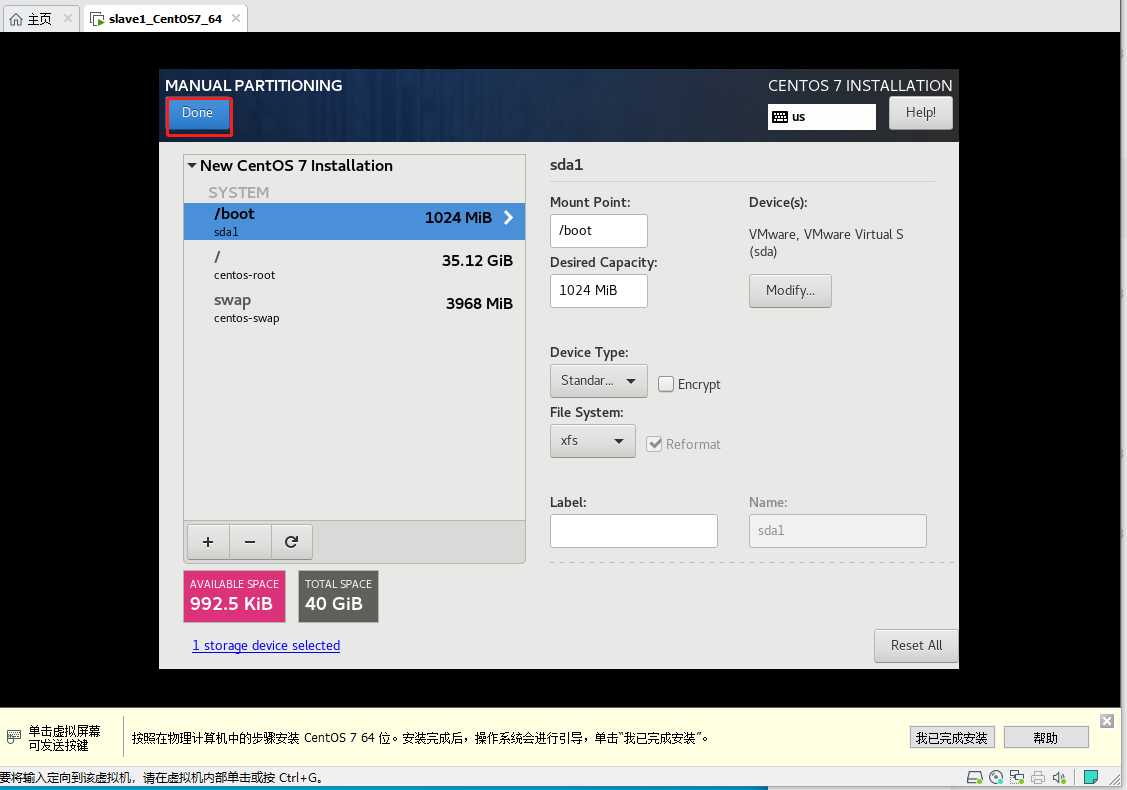 主页
slave1_CentOS7_64
MANUAL PARTITIONING
CENTOS 7 INSTALLATION
Done
us
Help!
New CentOS 7 Installation
SYSTEM
/boot
1024 MiB
sda1
/
35.12 GiB
centos-root
swap
3968 MiB
centos-swap
sda1
Mount Point:
/boot
Desired Capacity:
1024 MiB
Device(s):
VMware, VMware Virtual S
(sda)
Modify...
Device Type:
Standar...
Encrypt
File System:
xfs
Reformat
Label:
Name:
sda1
+ −
AVAILABLE SPACE
992.5 KiB
TOTAL SPACE
40 GiB
1 storage device selected
Reset All
单击虚拟屏幕
可发送按键
按照在物理计算机中的步骤安装 CentOS 7 64 位。安装完成后，操作系统会进行引导，单击“我已完成安装”。
我已完成安装
帮助
要将输入定向到该虚拟机，请在虚拟机内部单击或按 Ctrl+G。